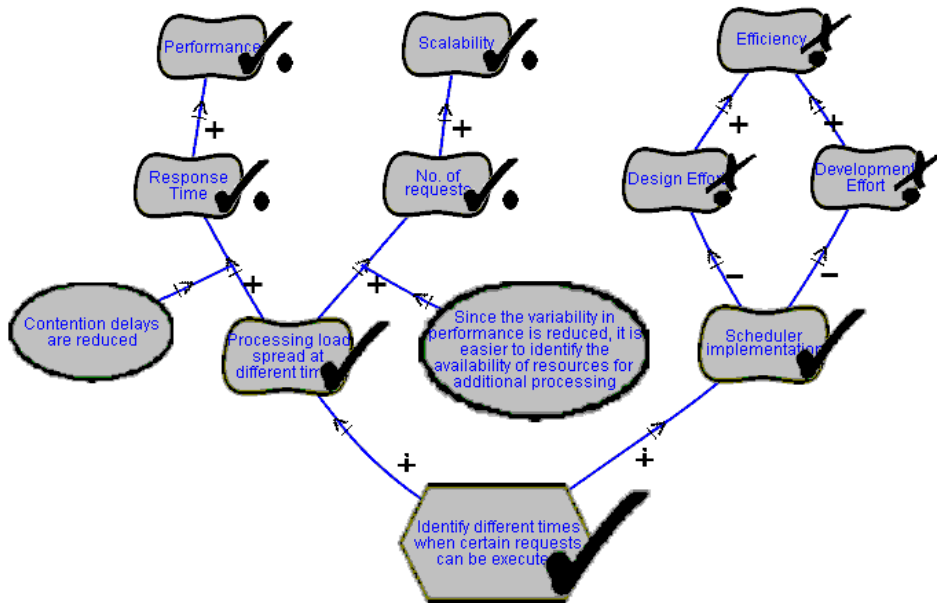 Performance
Scalability
Efficiency
+
+
+
+
Response
Time
No. of
requests
Design Effort
Development
Effort
+
+
–
–
Contention delays
are reduced
Processing load
spread at
different times
Since the variability in
performance is reduced, it is
easier to identify the
availability of resources for
additional processing
Scheduler
implementation
+
+
Identify different times
when certain requests
can be executed